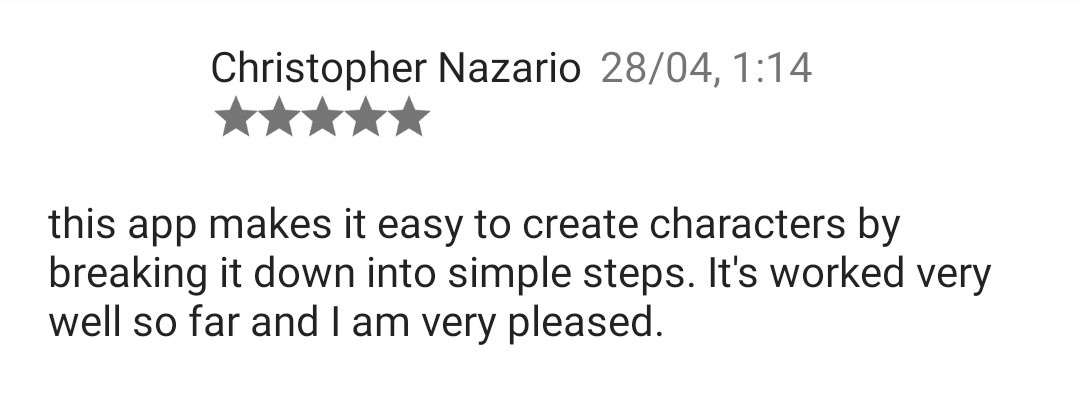 Christopher Nazario 28/04, 1:14
this app makes it easy to create characters by
breaking it down into simple steps. It's worked very
well so far and I am very pleased.